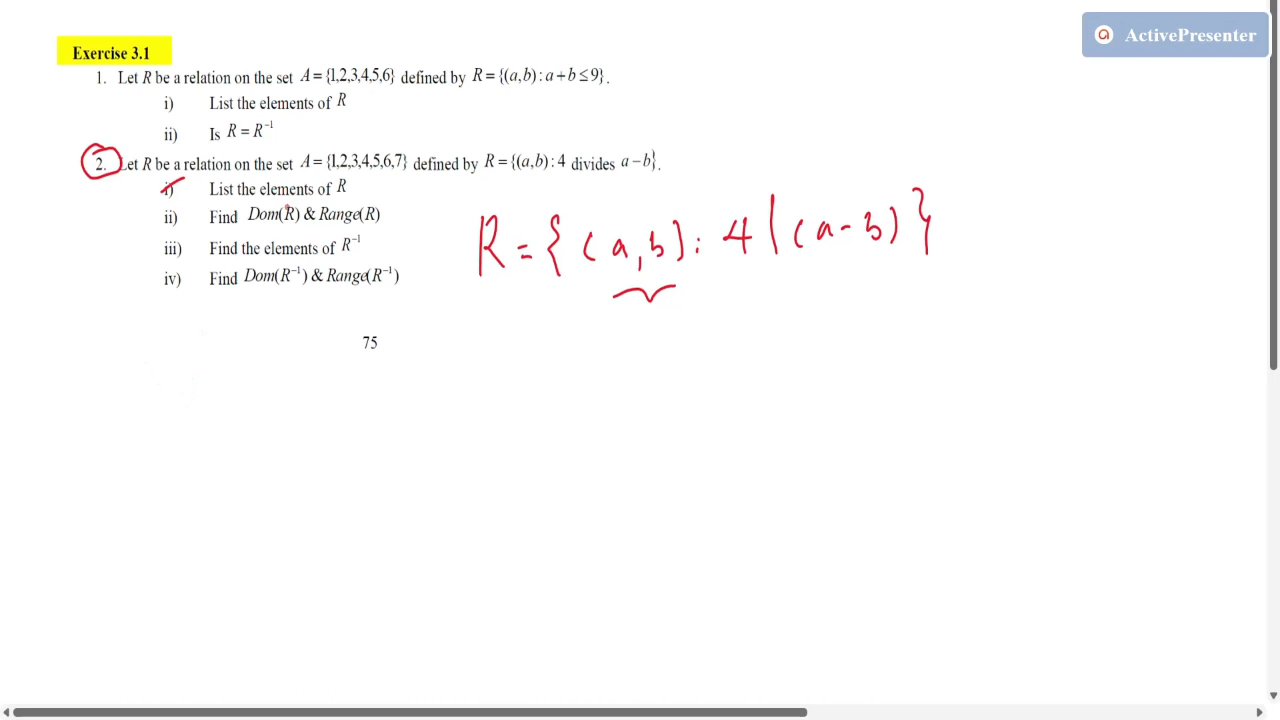 ActivePresenter
Exercise 3.1
1. Let R be a relation on the set A = {1,2,3,4,5,6} defined by R = {(a,b) : a + b ≤ 9}.
i) List the elements of R
ii) Is R = R⁻¹
2. Let R be a relation on the set A = {1,2,3,4,5,6,7} defined by R = {(a,b) : 4 divides a − b}.
i) List the elements of R
ii) Find Dom(R) & Range(R)
iii) Find the elements of R⁻¹
iv) Find Dom(R⁻¹) & Range(R⁻¹)
R = { (a, b) : 4 | (a - b) }
75